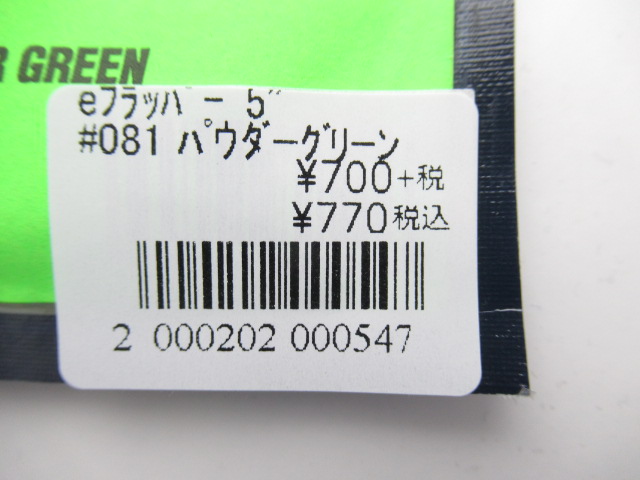 R GREEN
eフラッパー 5"
#081 パウダーグリーン
¥700+税
¥770税込
2 000202 000547